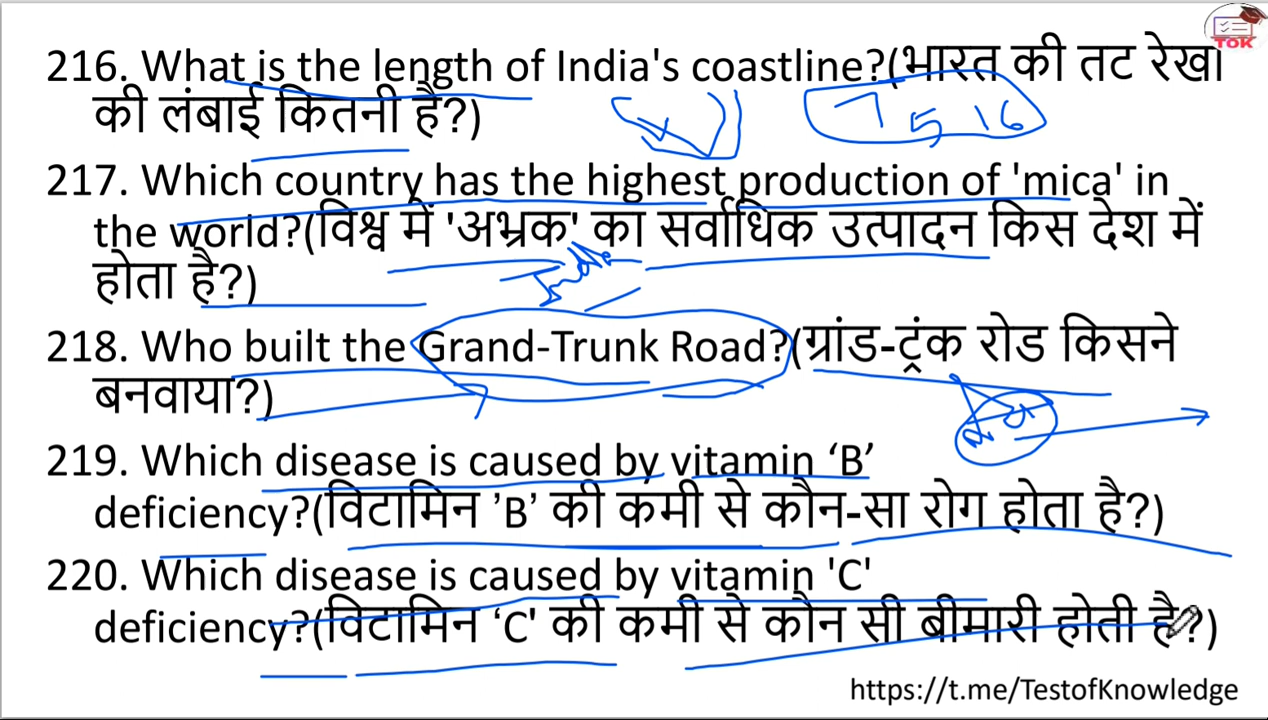 TOK
216. What is the length of India's coastline?(भारत की तट रेखा
की लंबाई कितनी है?)
7516
217. Which country has the highest production of 'mica' in
the world?(विश्व में 'अभ्रक' का सर्वाधिक उत्पादन किस देश में
होता है?)
India
218. Who built the Grand-Trunk Road?(ग्रांड-ट्रंक रोड किसने
बनवाया?)
219. Which disease is caused by vitamin ‘B’
deficiency?(विटामिन ’B’ की कमी से कौन-सा रोग होता है?)
220. Which disease is caused by vitamin 'C'
deficiency?(विटामिन ‘C' की कमी से कौन सी बीमारी होती है?)
https://t.me/TestofKnowledge